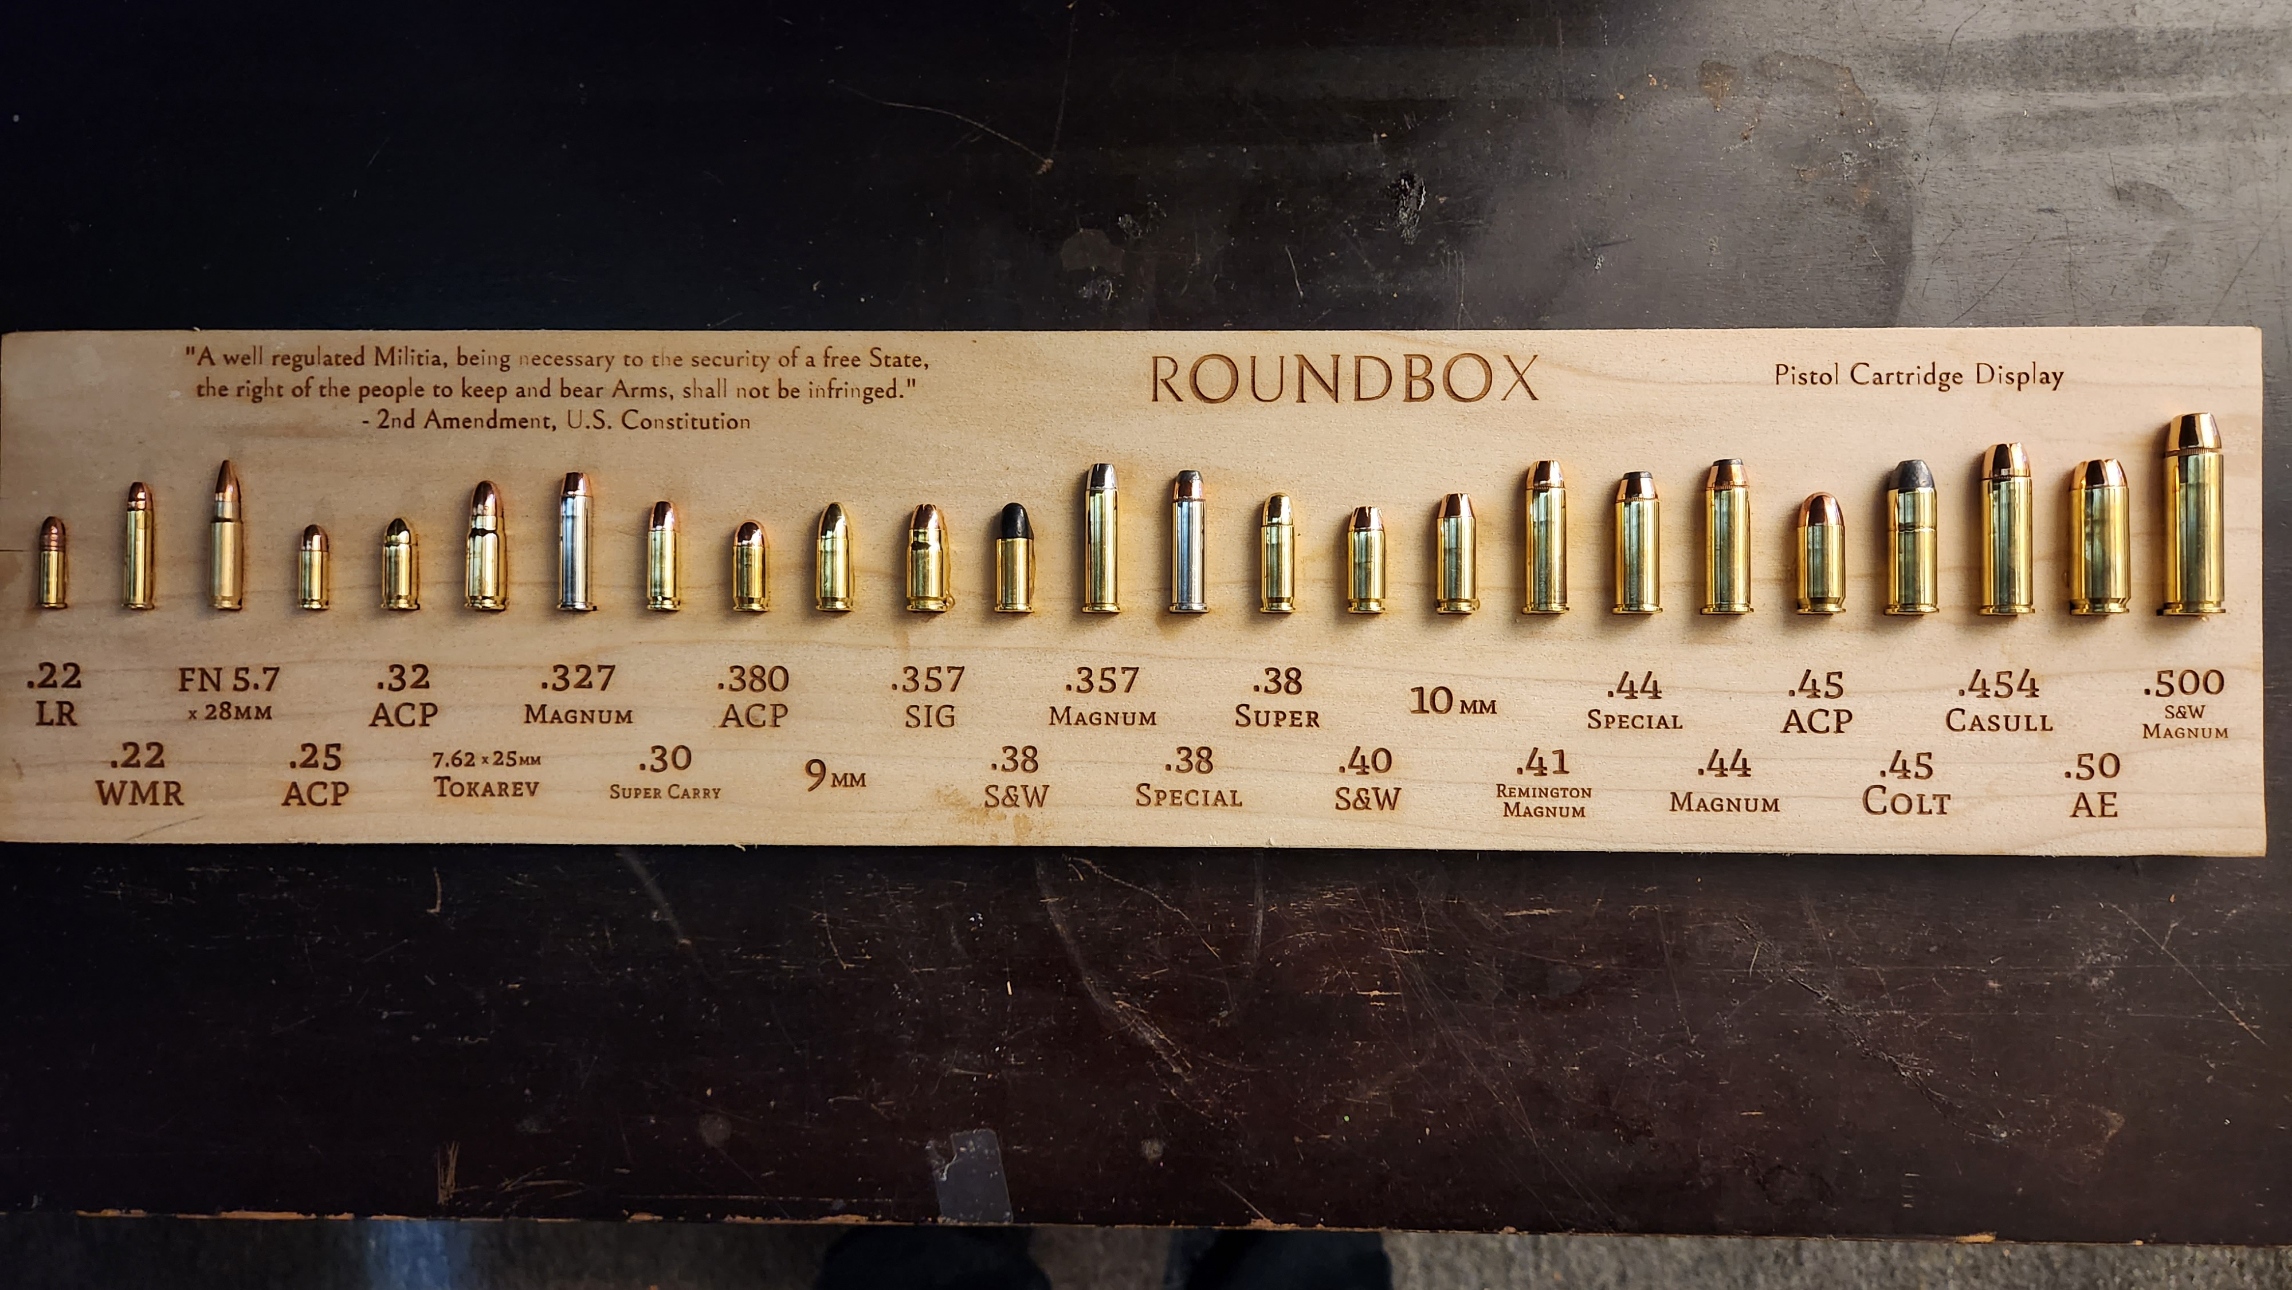 "A well regulated Militia, being necessary to the security of a free State,
the right of the people to keep and bear Arms, shall not be infringed."
- 2nd Amendment, U.S. Constitution
ROUNDBOX
Pistol Cartridge Display
.22
LR
FN 5.7
x 28MM
.32
ACP
.327
MAGNUM
.380
ACP
.357
SIG
.357
MAGNUM
.38
SUPER
10MM
.44
SPECIAL
.45
ACP
.454
CASULL
.500
S&W
MAGNUM
.22
WMR
.25
ACP
7.62 x 25MM
TOKAREV
.30
SUPER CARRY
9MM
.38
S&W
.38
SPECIAL
.40
S&W
.41
REMINGTON
MAGNUM
.44
MAGNUM
.45
COLT
.50
AE